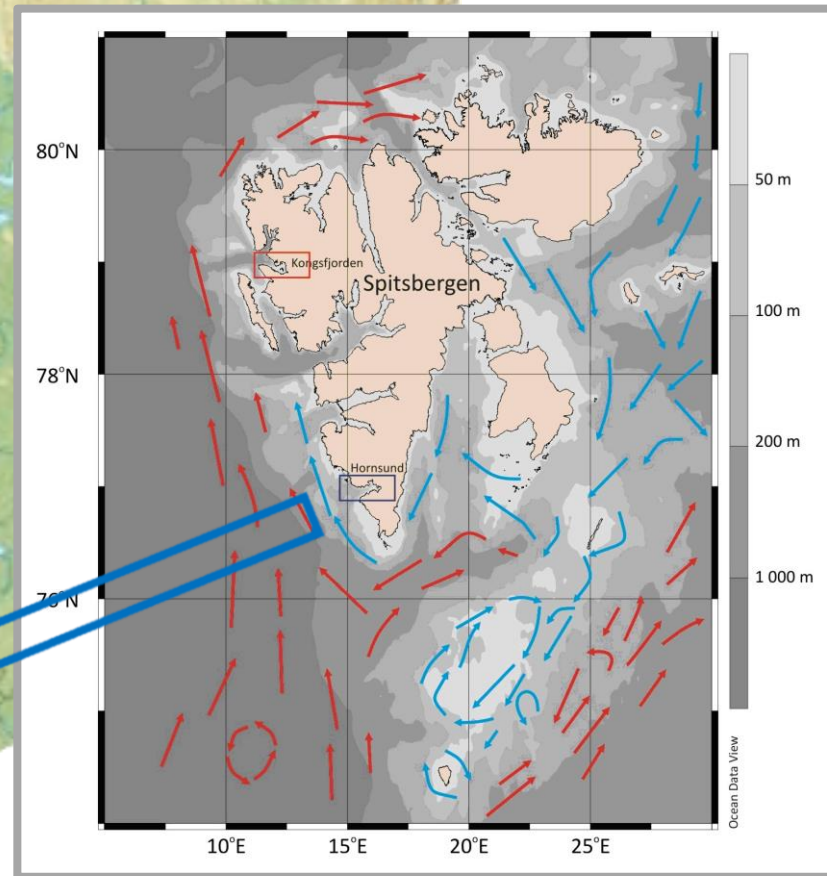 80°N
50 m
Kongsfjorden
Spitsbergen
100 m
78°N
200 m
Hornsund
1 000 m
76°N
Ocean Data View
10°E
15°E
20°E
25°E